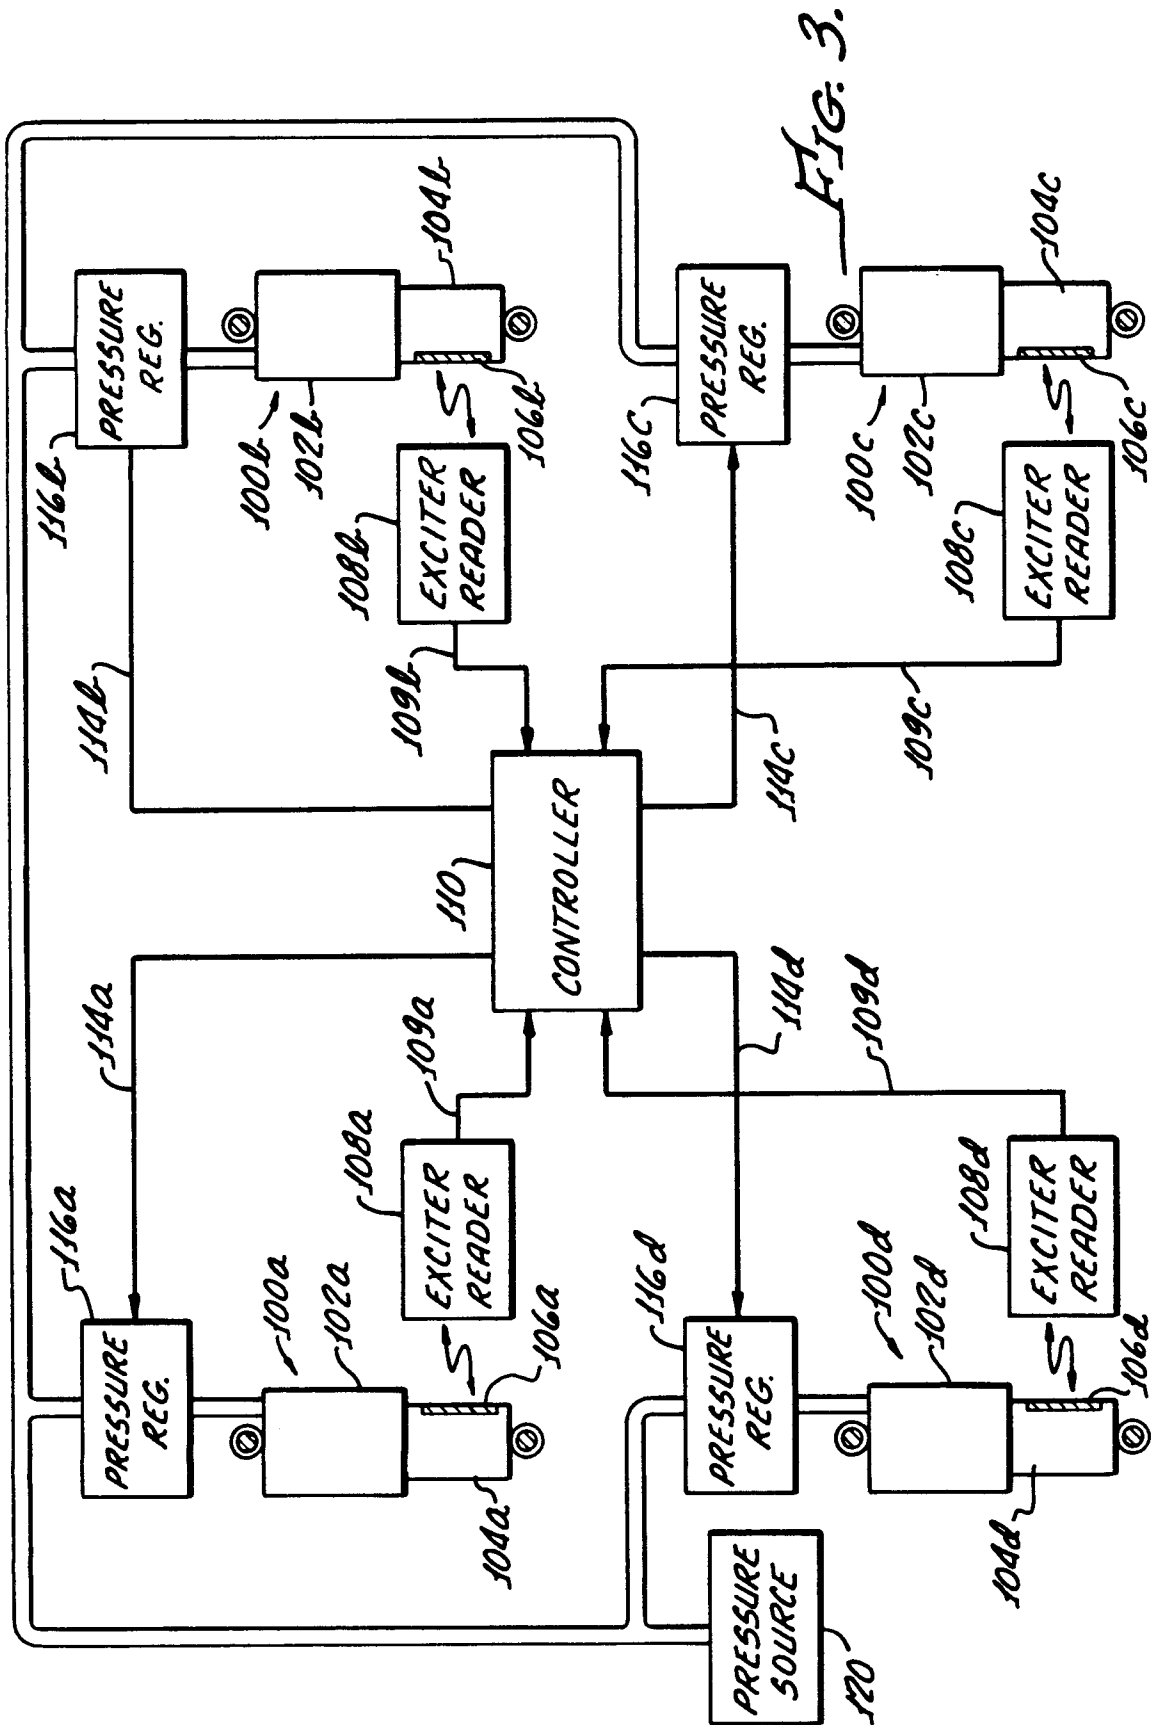 116a
PRESSURE
REG.
100a
102a
104a
106a
114a
108a
EXCITER
READER
109a
116b
PRESSURE
REG.
100b
102b
104b
106b
114b
108b
EXCITER
READER
109b
110
CONTROLLER
PRESSURE
SOURCE
120
116d
PRESSURE
REG.
100d
102d
104d
106d
114d
108d
EXCITER
READER
109d
116c
PRESSURE
REG.
100c
102c
104c
106c
114c
108c
EXCITER
READER
109c
FIG. 3.